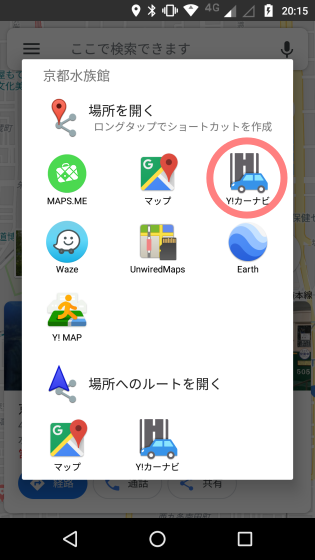 4G 20:15
ここで検索できます
京都水族館
場所を開く
ロングタップでショートカットを作成
MAPS.ME マップ Y!カーナビ
Waze UnwiredMaps Earth
Y! MAP
場所へのルートを開く
マップ Y!カーナビ
経路 通話 共有